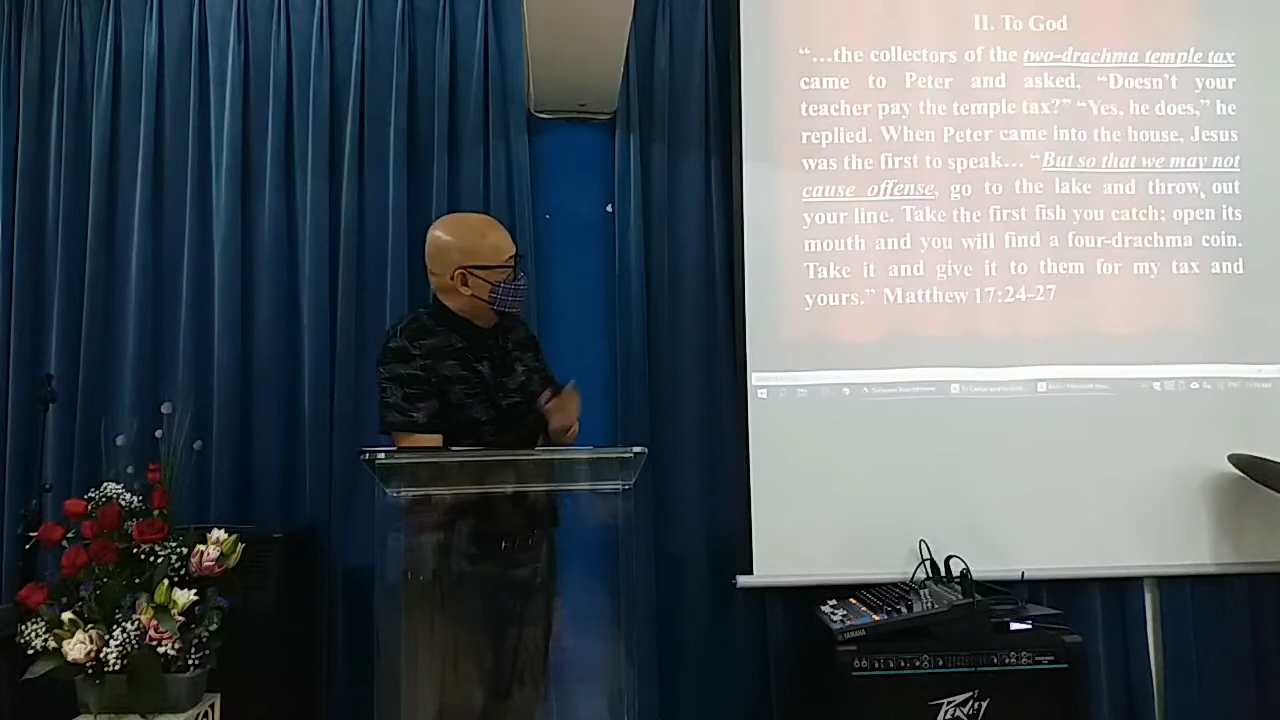 II. To God
“…the collectors of the two-drachma temple tax
came to Peter and asked, “Doesn’t your
teacher pay the temple tax?” “Yes, he does,” he
replied. When Peter came into the house, Jesus
was the first to speak… “But so that we may not
cause offense, go to the lake and throw out
your line. Take the first fish you catch; open its
mouth and you will find a four-drachma coin.
Take it and give it to them for my tax and
yours.” Matthew 17:24-27
YAMAHA
PEAVEY